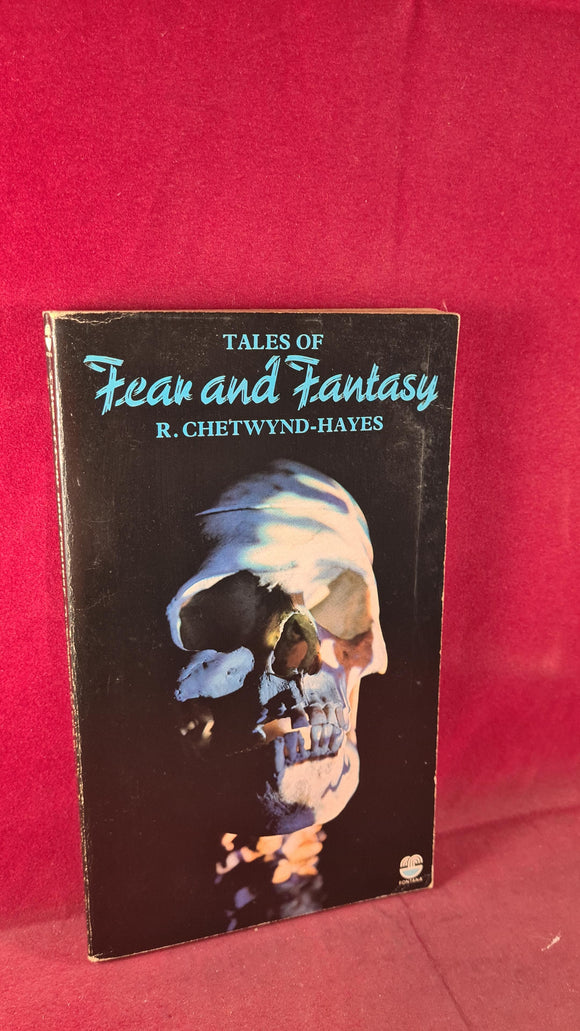 TALES OF
Fear and Fantasy
R. CHETWYND-HAYES
FONTANA